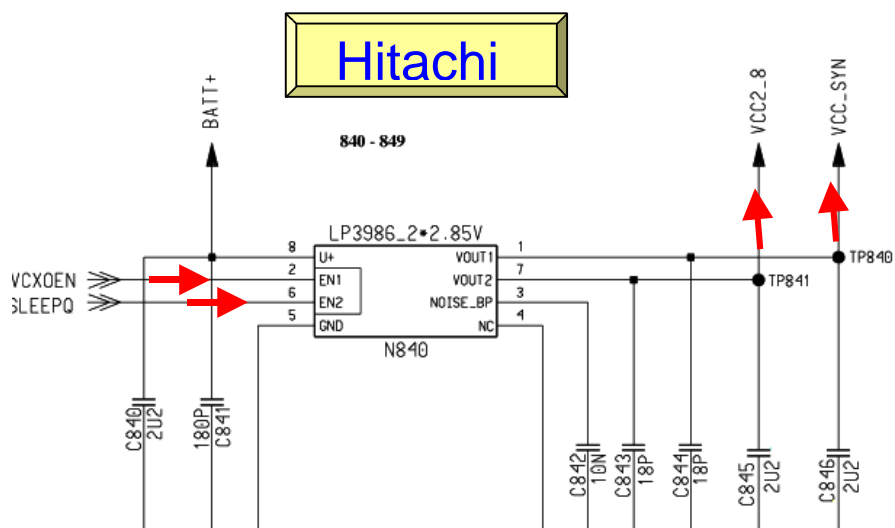 Hitachi
BATT+
VCC2_8
VCC_SYN
840 - 849
LP3986_2*2.85V
8
U+
VOUT1
1
TP840
VCXOEN
2
EN1
VOUT2
7
TP841
SLEEPQ
6
EN2
NOISE_BP
3
5
GND
NC
4
N840
C840
2U2
180P
C841
C842
10N
C843
18P
C844
18P
C845
2U2
C846
2U2